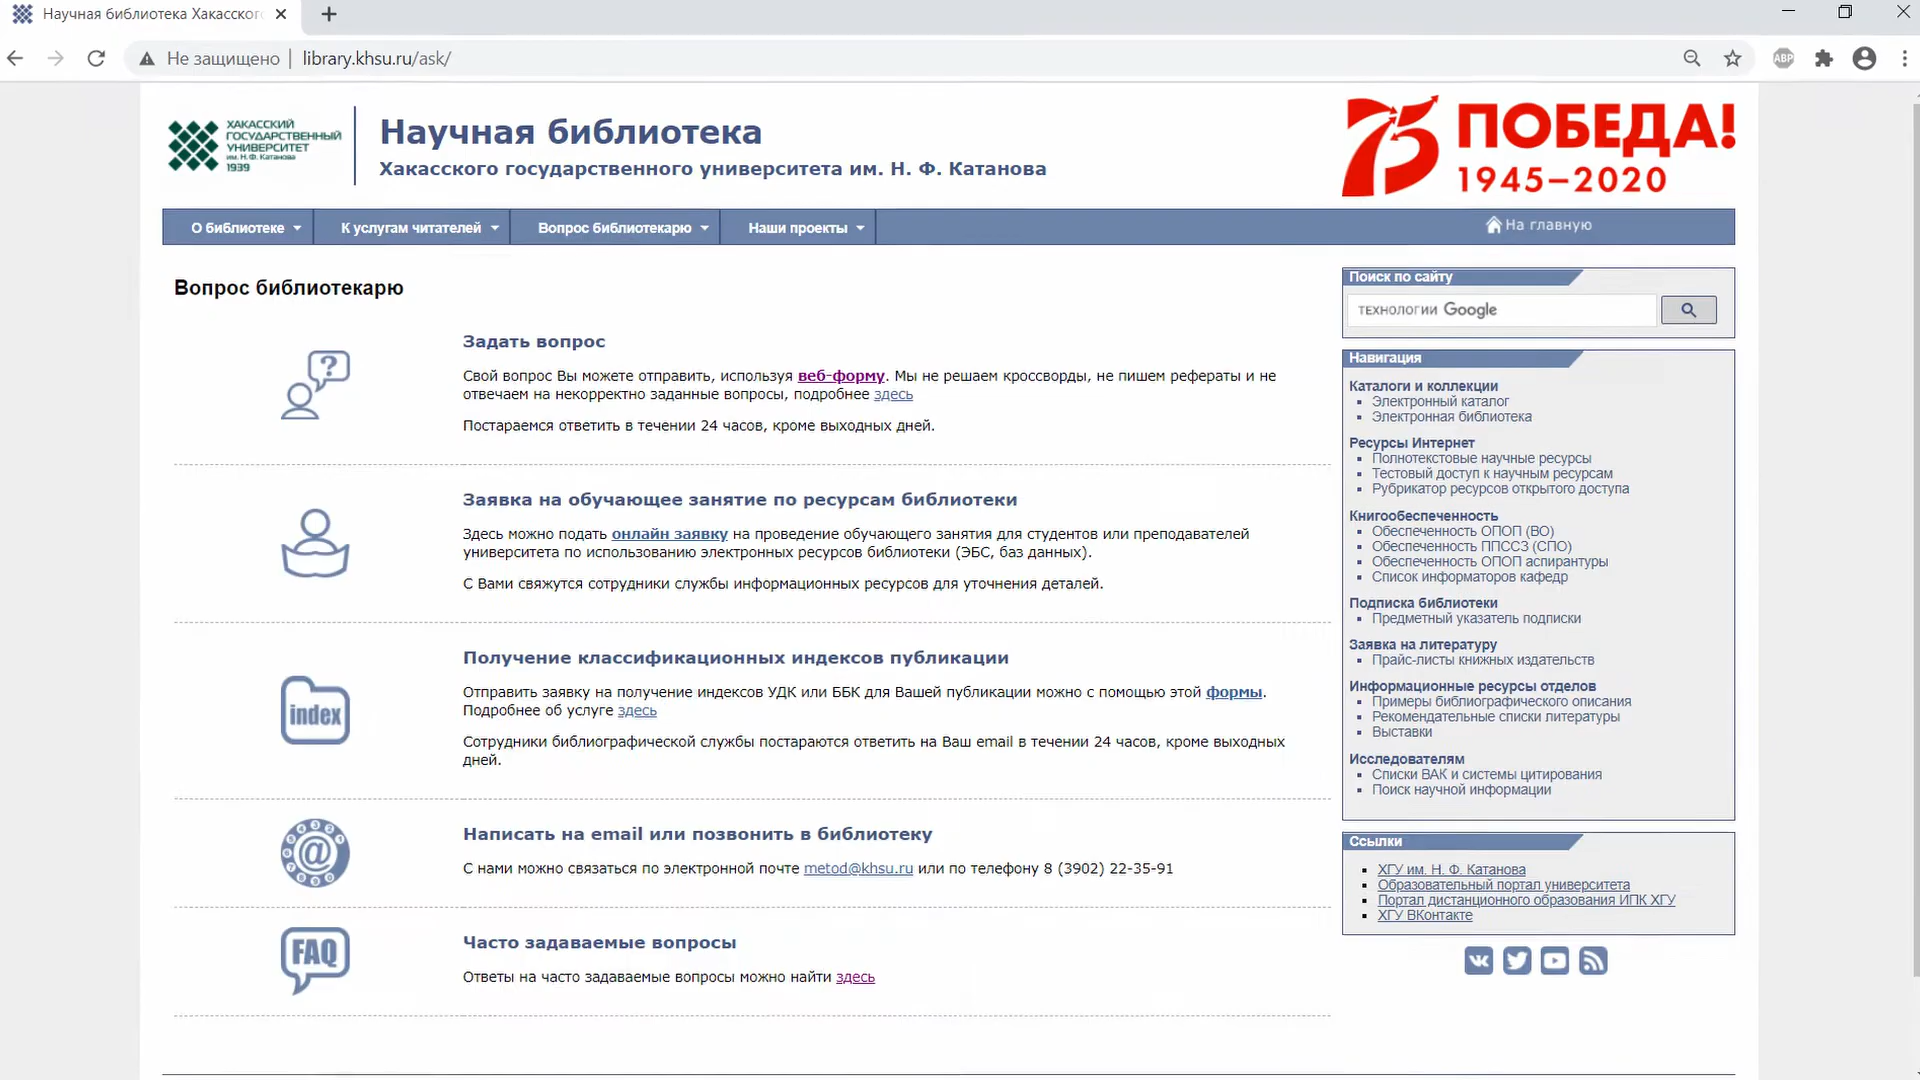 Научная библиотека Хакасског
Не защищено
library.khsu.ru/ask/
ABP
ХАКАССКИЙ
ГОСУДАРСТВЕННЫЙ
УНИВЕРСИТЕТ
им. Н. Ф. Катанова
1939
Научная библиотека
Хакасского государственного университета им. Н. Ф. Катанова
75 ПОБЕДА!
1945–2020
О библиотеке
К услугам читателей
Вопрос библиотекарю
Наши проекты
На главную
Вопрос библиотекарю
Задать вопрос
Свой вопрос Вы можете отправить, используя веб-форму. Мы не решаем кроссворды, не пишем рефераты и не
отвечаем на некорректно заданные вопросы, подробнее здесь
Постараемся ответить в течении 24 часов, кроме выходных дней.
Заявка на обучающее занятие по ресурсам библиотеки
Здесь можно подать онлайн заявку на проведение обучающего занятия для студентов или преподавателей
университета по использованию электронных ресурсов библиотеки (ЭБС, баз данных).
С Вами свяжутся сотрудники службы информационных ресурсов для уточнения деталей.
index
Получение классификационных индексов публикации
Отправить заявку на получение индексов УДК или ББК для Вашей публикации можно с помощью этой формы.
Подробнее об услуге здесь
Сотрудники библиографической службы постараются ответить на Ваш email в течении 24 часов, кроме выходных
дней.
@
Написать на email или позвонить в библиотеку
С нами можно связаться по электронной почте metod@khsu.ru или по телефону 8 (3902) 22-35-91
FAQ
Часто задаваемые вопросы
Ответы на часто задаваемые вопросы можно найти здесь
Поиск по сайту
ТЕХНОЛОГИИ Google
Навигация
Каталоги и коллекции
Электронный каталог
Электронная библиотека
Ресурсы Интернет
Полнотекстовые научные ресурсы
Тестовый доступ к научным ресурсам
Рубрикатор ресурсов открытого доступа
Книгообеспеченность
Обеспеченность ОПОП (ВО)
Обеспеченность ППССЗ (СПО)
Обеспеченность ОПОП аспирантуры
Список информаторов кафедр
Подписка библиотеки
Предметный указатель подписки
Заявка на литературу
Прайс-листы книжных издательств
Информационные ресурсы отделов
Примеры библиографического описания
Рекомендательные списки литературы
Выставки
Исследователям
Списки ВАК и системы цитирования
Поиск научной информации
Ссылки
ХГУ им. Н. Ф. Катанова
Образовательный портал университета
Портал дистанционного образования ИПК ХГУ
ХГУ ВКонтакте